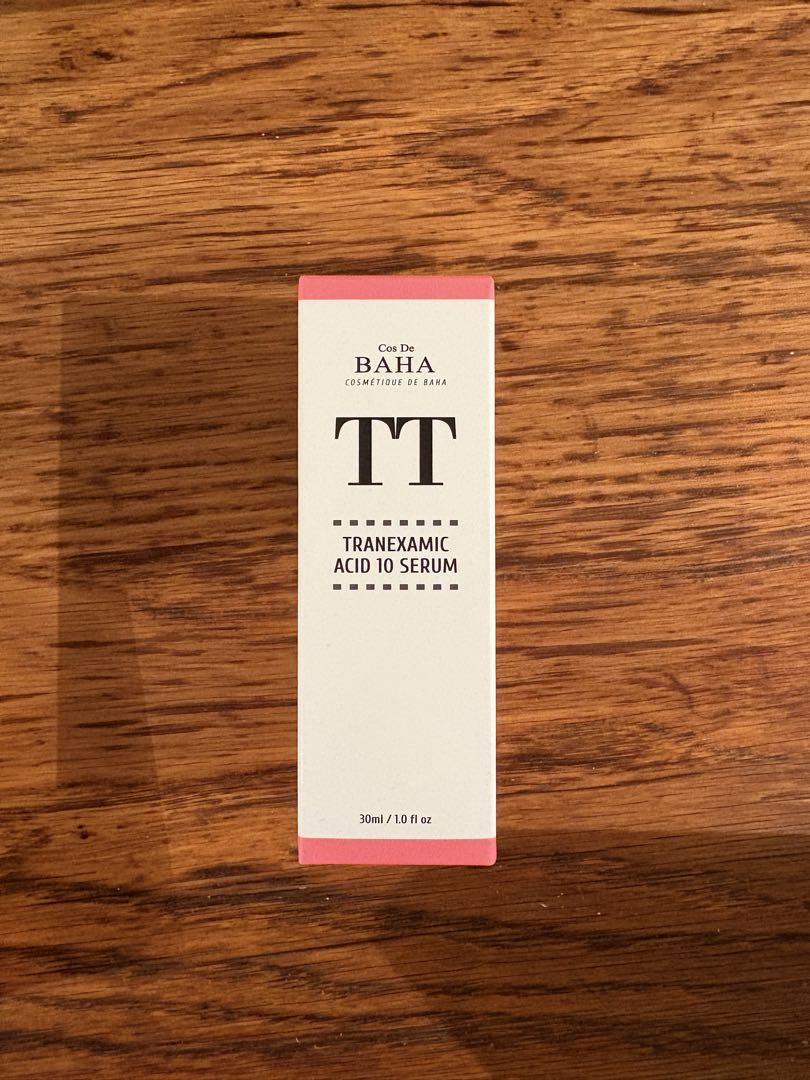 Cos De
BAHA
COSMÉTIQUE DE BAHA
TT
TRANEXAMIC
ACID 10 SERUM
30ml / 1.0 fl oz